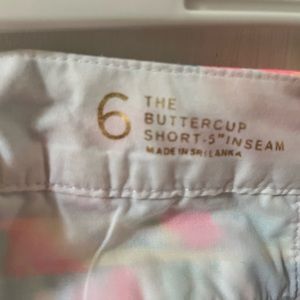 6 THE
BUTTERCUP
SHORT-5" INSEAM
MADE IN SRI LANKA